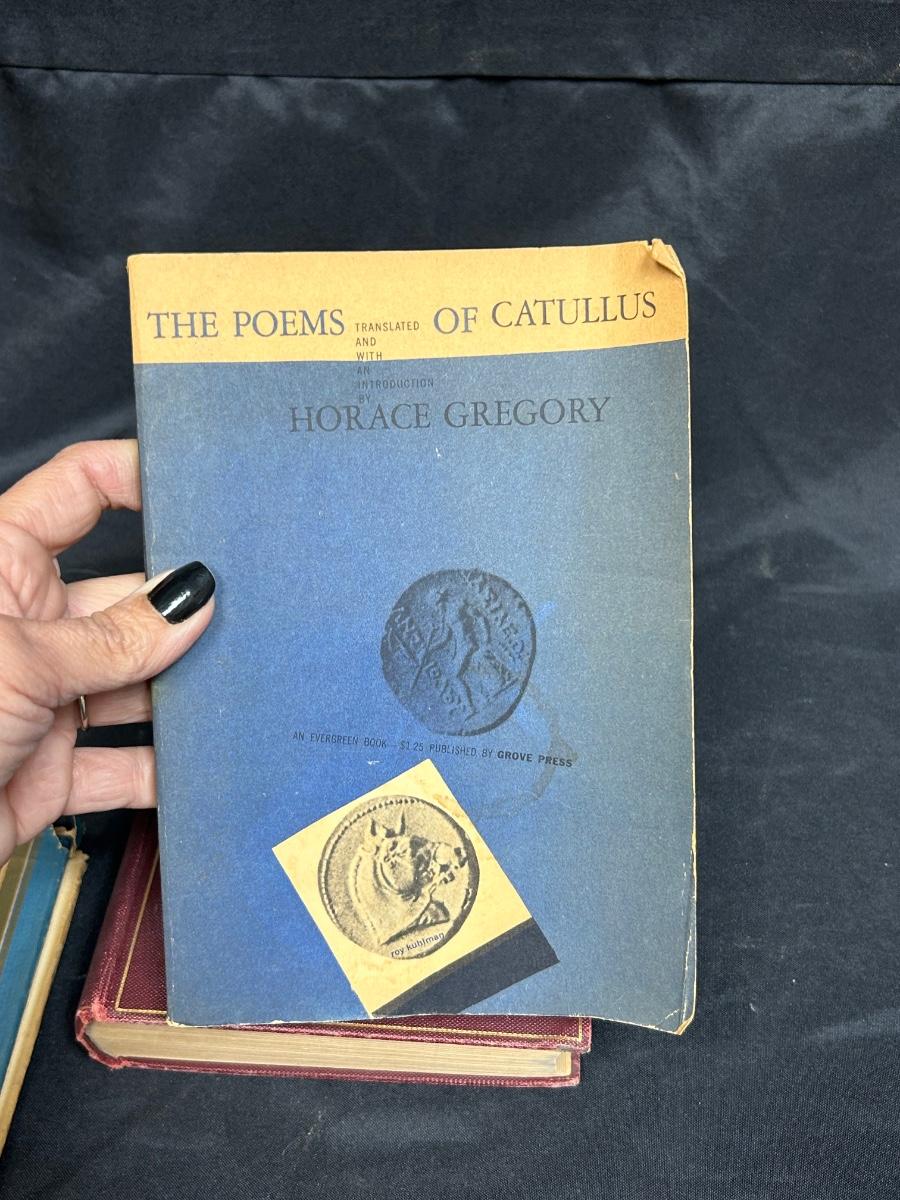 THE POEMS OF CATULLUS
TRANSLATED
AND
WITH
AN
INTRODUCTION
BY
HORACE GREGORY
AN EVERGREEN BOOK—$1.25 PUBLISHED BY GROVE PRESS
roy kuhlman